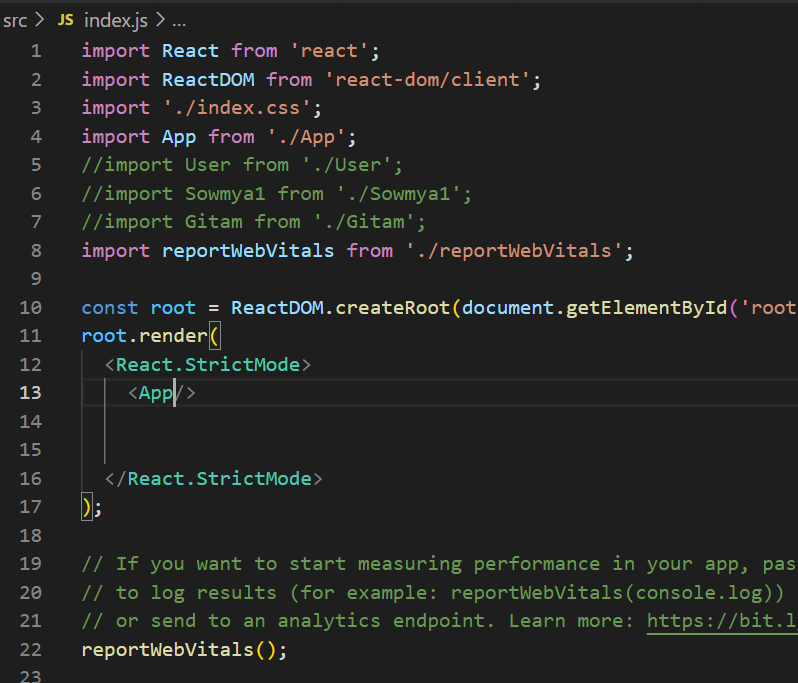 src > JS index.js > ...
1 import React from 'react';
2 import ReactDOM from 'react-dom/client';
3 import './index.css';
4 import App from './App';
5 //import User from './User';
6 //import Sowmya1 from './Sowmya1';
7 //import Gitam from './Gitam';
8 import reportWebVitals from './reportWebVitals';
9
10 const root = ReactDOM.createRoot(document.getElementById('root
11 root.render(
12 <React.StrictMode>
13 <App/>
14
15
16 </React.StrictMode>
17 );
18
19 // If you want to start measuring performance in your app, pas
20 // to log results (for example: reportWebVitals(console.log))
21 // or send to an analytics endpoint. Learn more: https://bit.l
22 reportWebVitals();
23